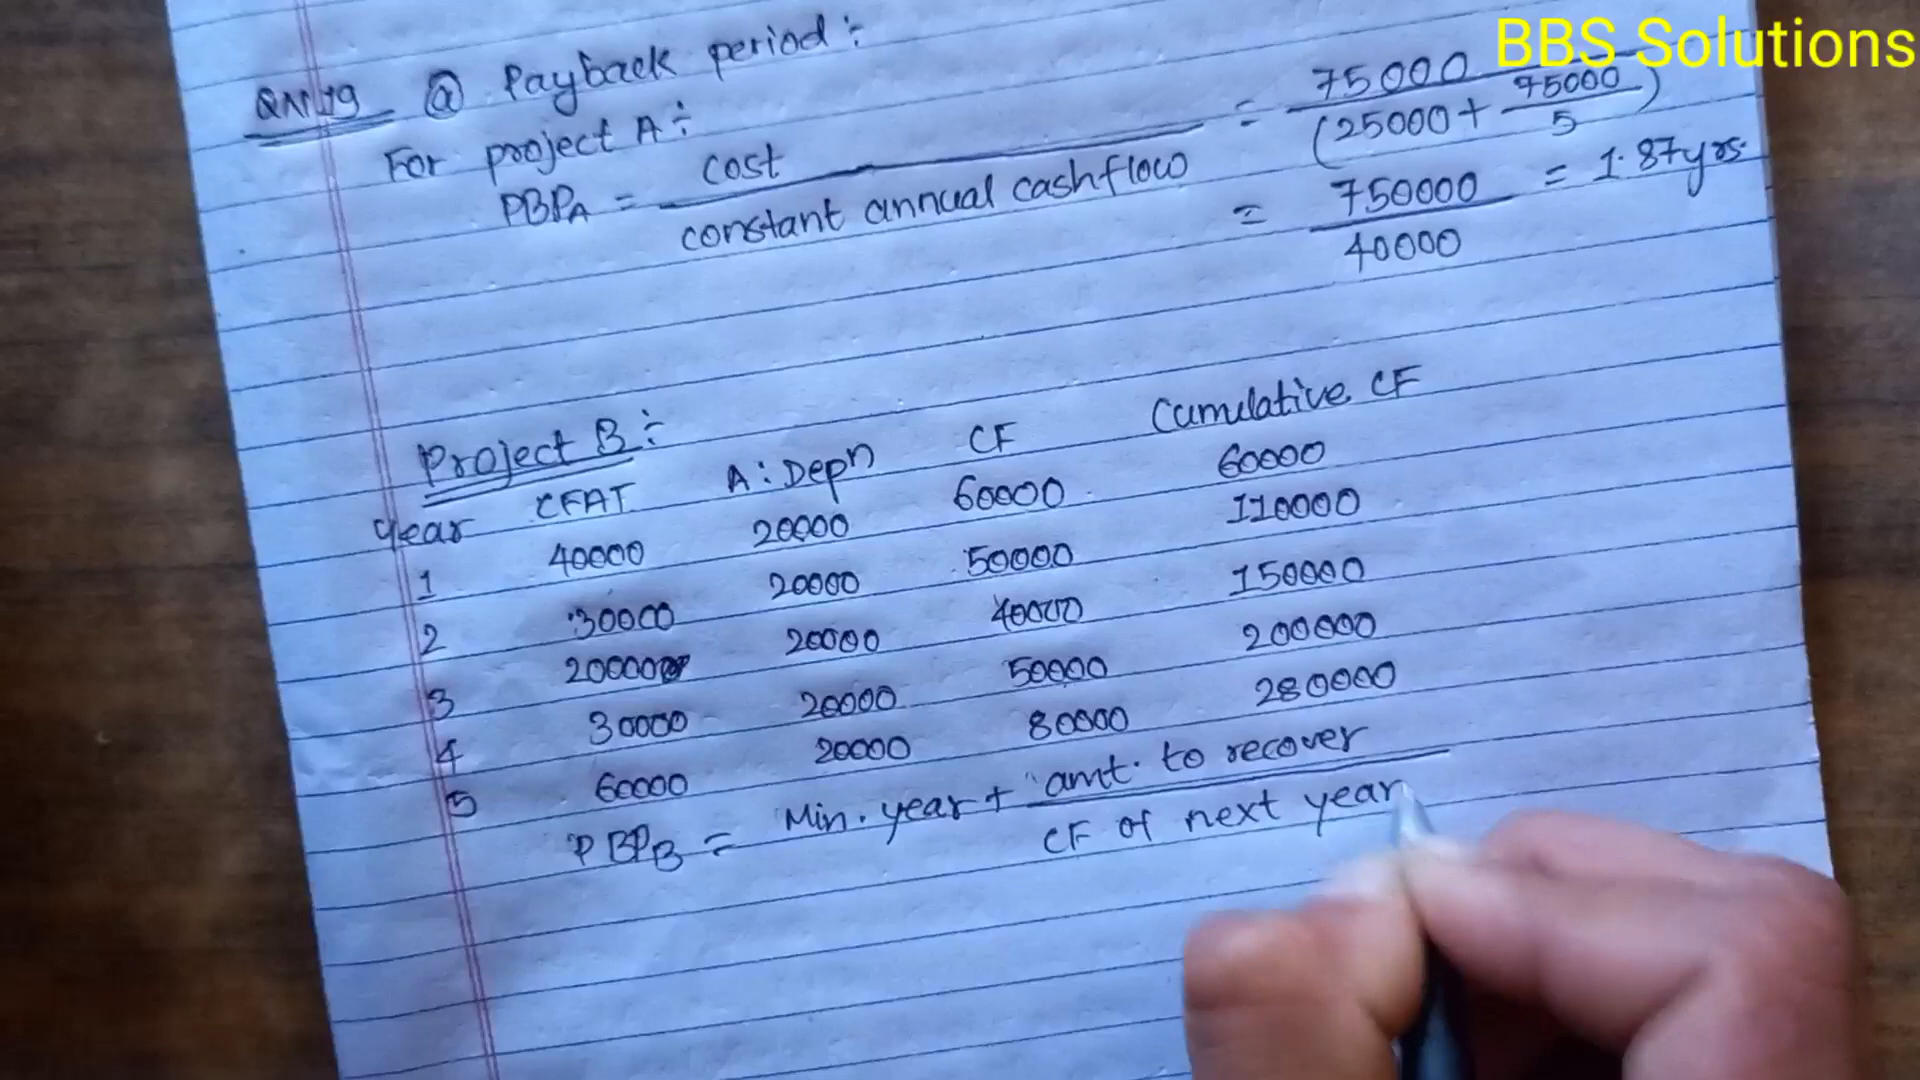 BBS Solutions
QN 19 ⓐ Payback period ÷
For project A ÷
PBPA = cost / constant annual cashflow = 75000 / (25000 + 75000/5)
= 750000 / 40000 = 1.87yrs.
Project B ÷
Year CFAT A:Depn CF Cumulative CF
1 40000 20000 60000 60000
2 30000 20000 50000 110000
3 20000 20000 40000 150000
4 30000 20000 50000 200000
5 60000 20000 80000 280000
PBPB = Min. year + amt. to recover / CF of next year